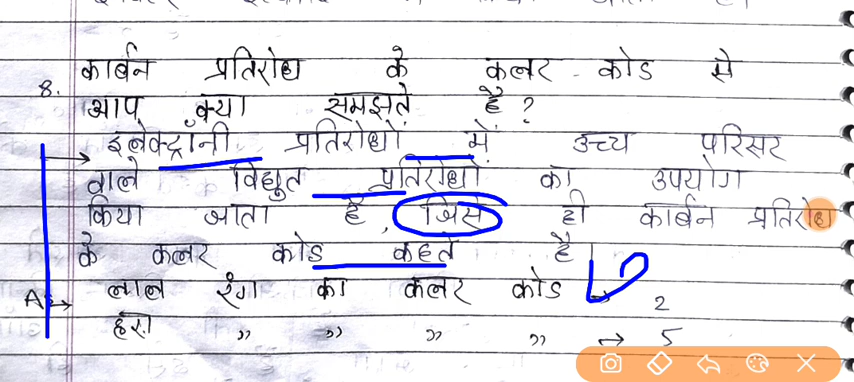 8. कार्बन प्रतिरोध के कलर कोड से
आप क्या समझते है ?
→ इलेक्ट्रॉनी प्रतिरोधों में उच्च परिसर
वाले विद्युत प्रतिरोधों का उपयोग
किया जाता है, जिसे ही कार्बन प्रतिरोध
के कलर कोड कहते है
A → लाल रंग का कलर कोड → 2
हरा " " " " → 5